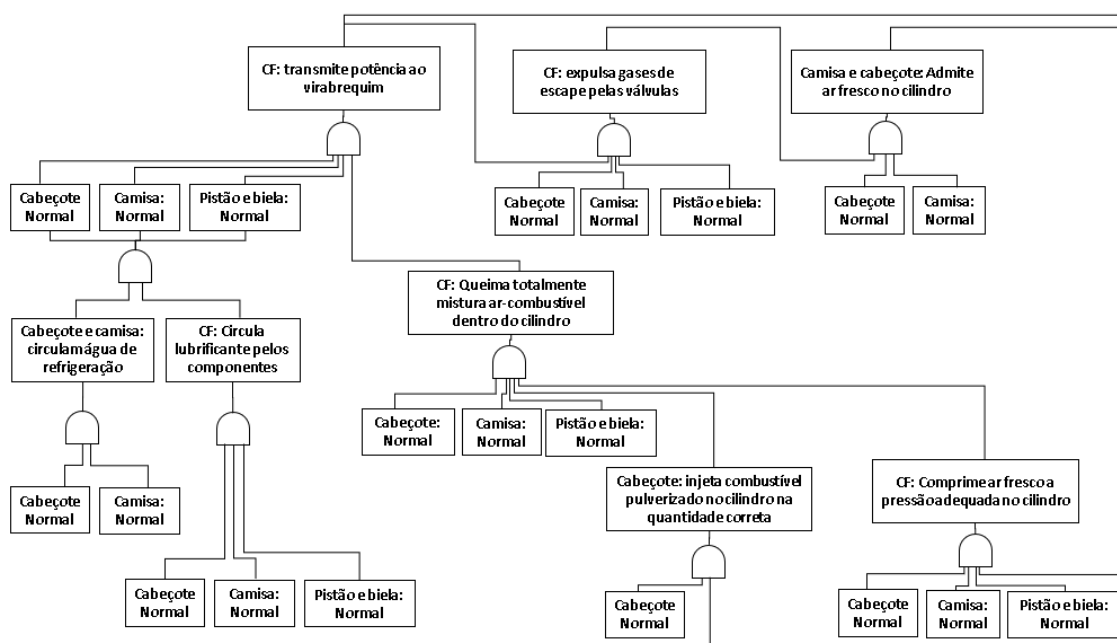 CF: transmite potência ao
virabrequim
CF: expulsa gases de
escape pelas válvulas
Camisa e cabeçote: Admite
ar fresco no cilindro
Cabeçote
Normal
Camisa:
Normal
Pistão e biela:
Normal
Cabeçote
Normal
Camisa:
Normal
Pistão e biela:
Normal
Cabeçote
Normal
Camisa:
Normal
CF: Queima totalmente
mistura ar-combustível
dentro do cilindro
Cabeçote e camisa:
circulam água de
refrigeração
CF: Circula
lubrificante pelos
componentes
Cabeçote:
Normal
Camisa:
Normal
Pistão e biela:
Normal
Cabeçote: injeta combustível
pulverizado no cilindro na
quantidade correta
CF: Comprime ar fresco a
pressão adequada no cilindro
Cabeçote
Normal
Camisa:
Normal
Cabeçote
Normal
Camisa:
Normal
Pistão e biela:
Normal
Cabeçote
Normal
Cabeçote
Normal
Camisa:
Normal
Pistão e biela:
Normal